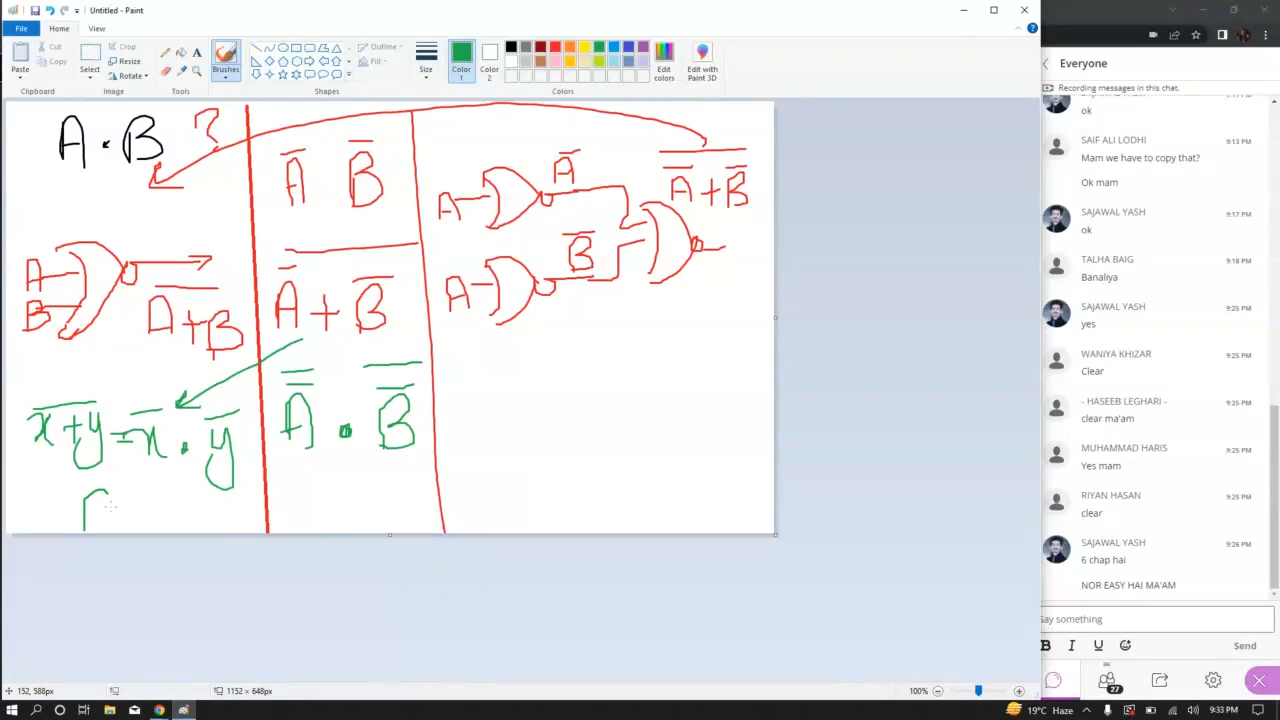 Untitled - Paint
File
Home
View
Cut
Copy
Paste
Clipboard
Crop
Resize
Rotate
Select
Image
A
Tools
Brushes
Outline
Fill
Shapes
Size
Color 1
Color 2
Edit colors
Edit with Paint 3D
Colors
A · B ?
A̅ B̅
A
A̅
A̅ + B̅
A
B̅
A
B
A + B
A̅ + B̅
x + y = x̅ · y̅
A̅ · B̅
152, 588px
1152 × 648px
100%
Everyone
Recording messages in this chat.
ok
SAIF ALI LODHI 9:13 PM
Mam we have to copy that?
Ok mam
SAJAWAL YASH 9:17 PM
ok
TALHA BAIG 9:18 PM
Banaliya
SAJAWAL YASH 9:25 PM
yes
WANIYA KHIZAR 9:25 PM
Clear
- HASEEB LEGHARI - 9:25 PM
clear ma'am
MUHAMMAD HARIS 9:25 PM
Yes mam
RIYAN HASAN 9:25 PM
clear
SAJAWAL YASH 9:26 PM
6 chap hai
NOR EASY HAI MA'AM
Say something
B I U
Send
27
19°C Haze
9:33 PM